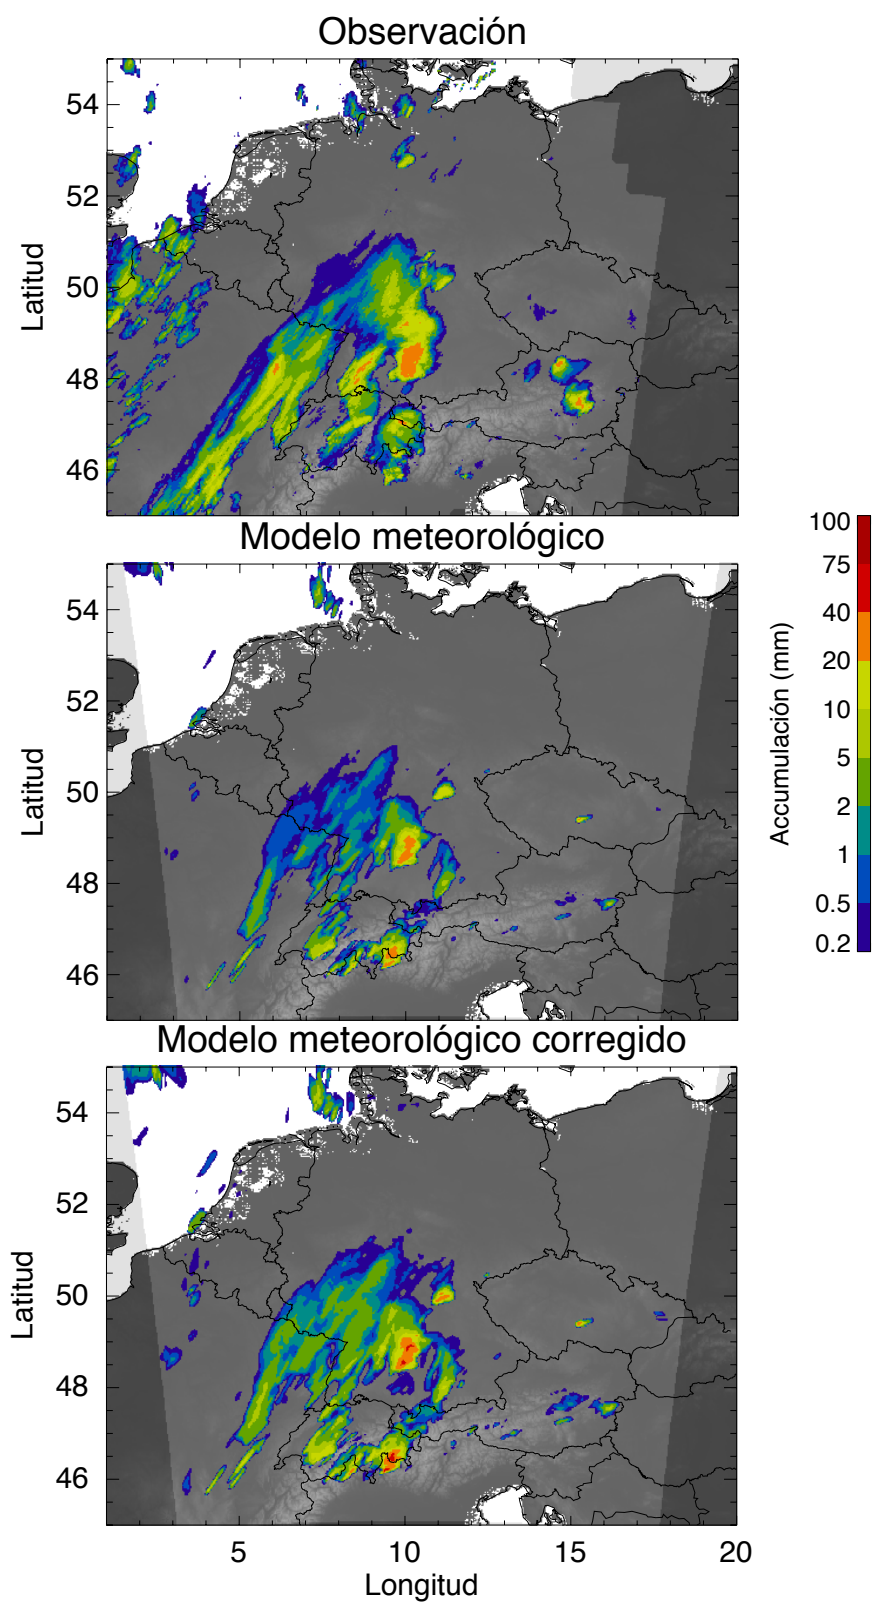 Observación
54
52
50
48
46
Latitud
Modelo meteorológico
54
52
50
48
46
Latitud
100
75
40
20
10
5
2
1
0.5
0.2
Accumulación (mm)
Modelo meteorológico corregido
54
52
50
48
46
Latitud
5 10 15 20
Longitud